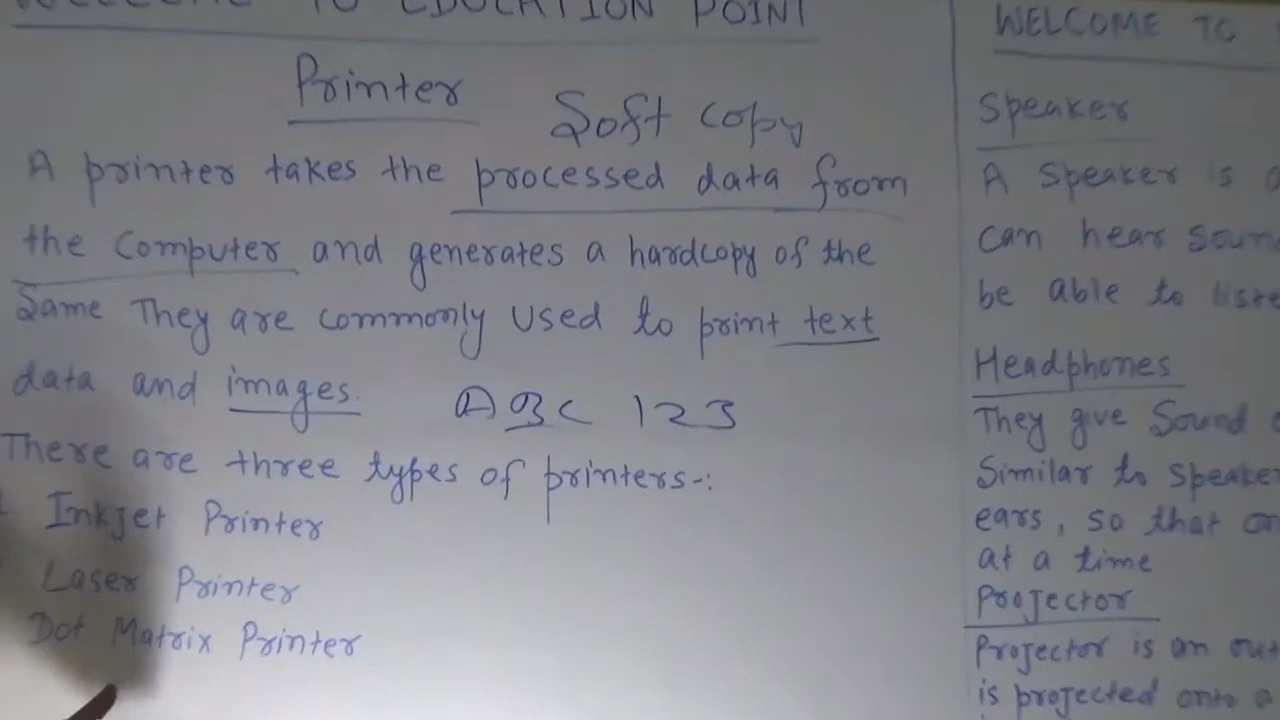 WELCOME TO EDUCATION POINT
Printer
Soft copy
A printer takes the processed data from
the computer and generates a hardcopy of the
Same They are commonly used to print text
data and images.
ABC 123
There are three types of printers-:
Inkjet Printer
Laser Printer
Dot Matrix Printer
WELCOME TO
Speaker
A Speaker is
can hear
be able to
Headphones
They give Sound
Similar to
ears, so that
at a time
Projector
Projector is an
is projected onto a